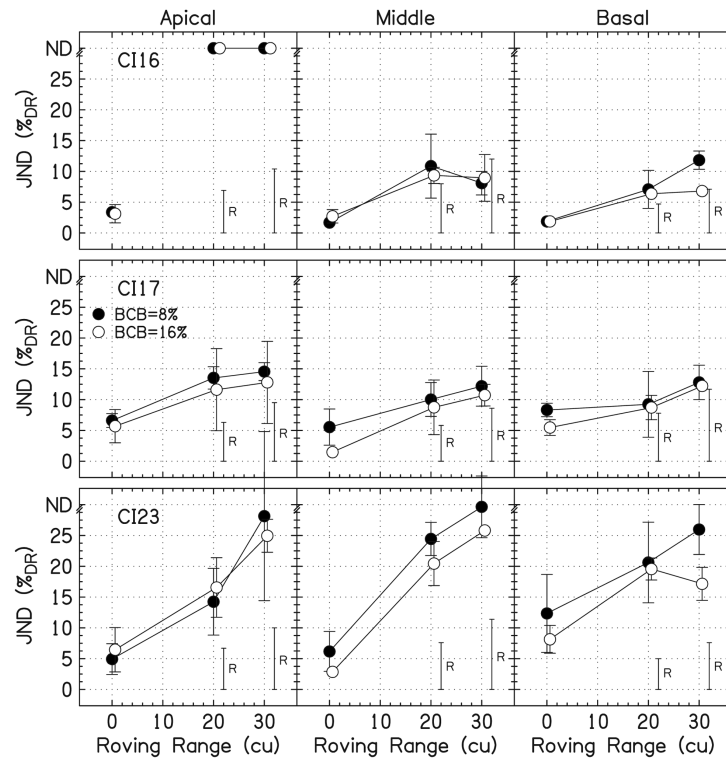 Apical Middle Basal
ND
25
20
15
10
5
0
JND (%DR)
CI16
R R R R R R
ND
25
20
15
10
5
0
JND (%DR)
CI17
BCB=8%
BCB=16%
R R R R R R
ND
25
20
15
10
5
0
JND (%DR)
CI23
R R R R R R
0 10 20 30 0 10 20 30 0 10 20 30
Roving Range (cu) Roving Range (cu) Roving Range (cu)